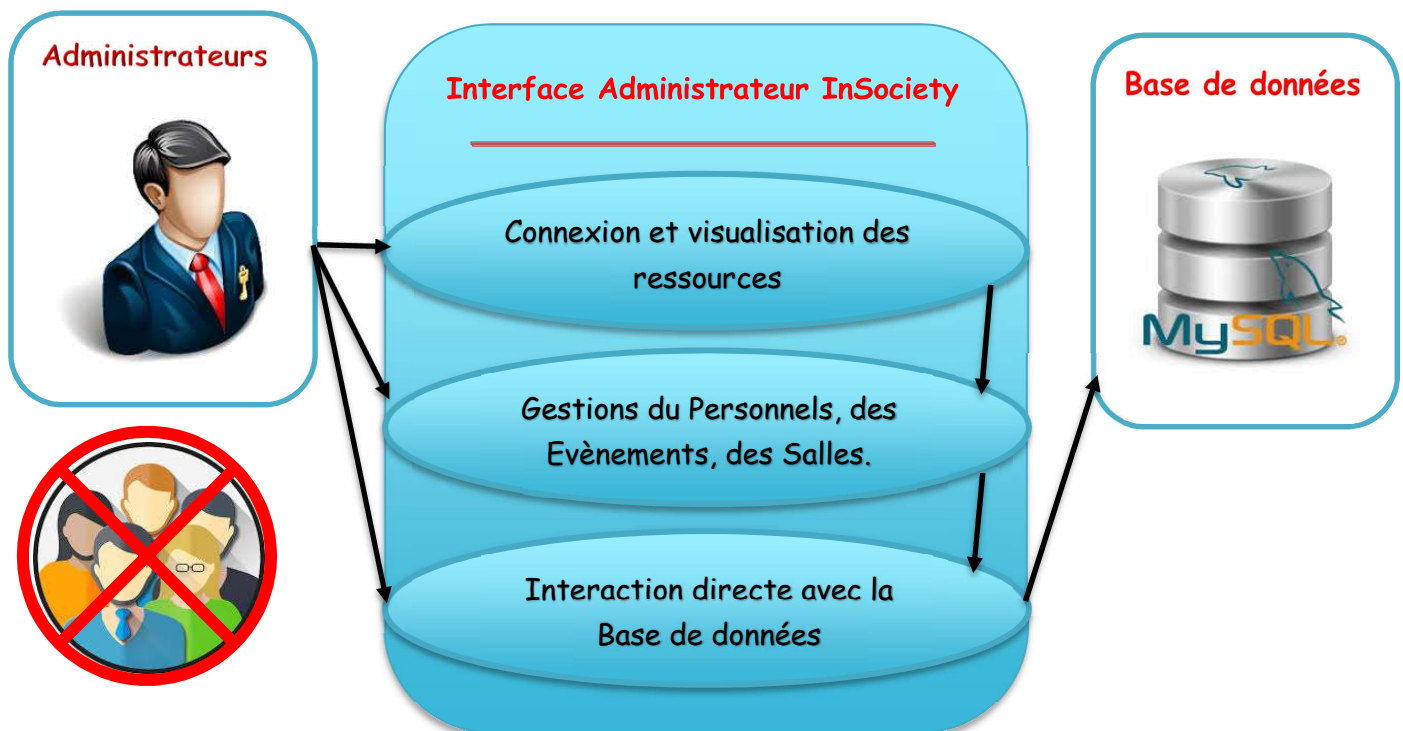 Administrateurs
Interface Administrateur InSociety
Base de données
Connexion et visualisation des
ressources
Gestions du Personnels, des
Evènements, des Salles.
Interaction directe avec la
Base de données
MySQL®